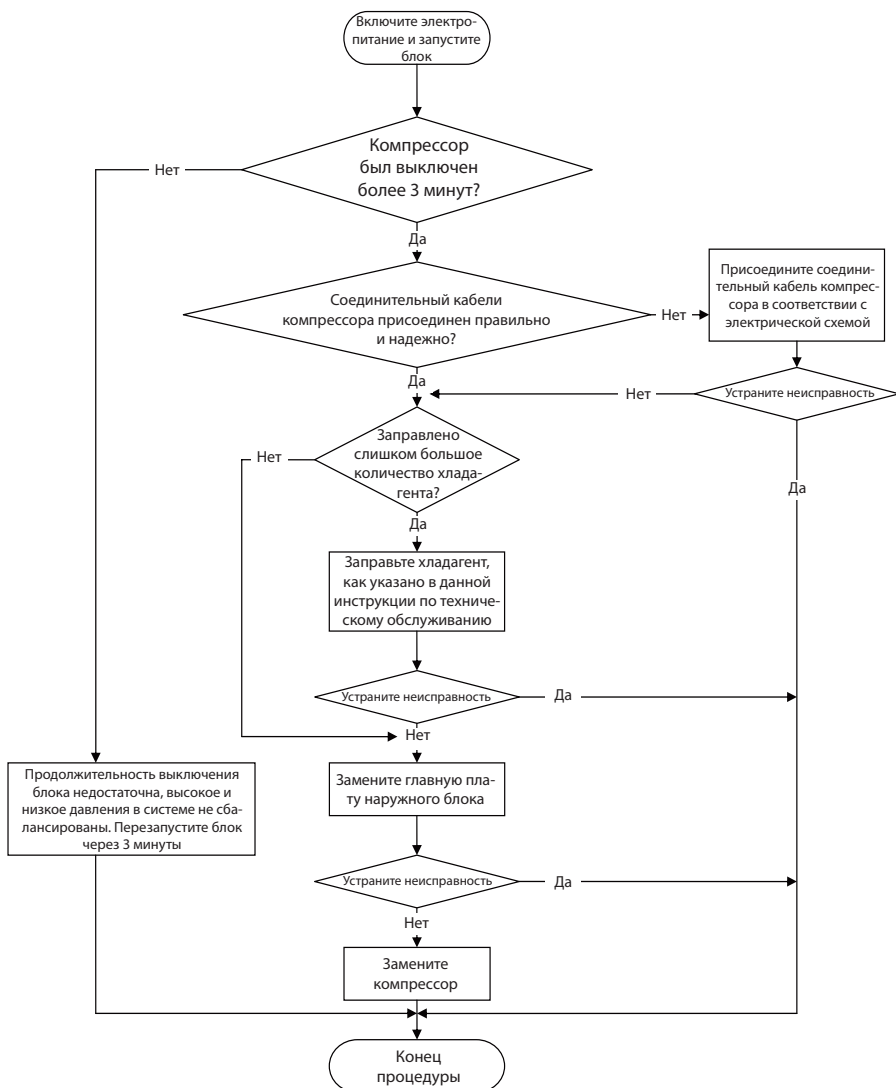 Включите электро-
питание и запустите
блок
Компрессор
был выключен
более 3 минут?
Нет
Да
Соединительный кабели
компрессора присоединен правильно
и надежно?
Нет
Присоедините соедини-
тельный кабель компрес-
сора в соответствии с
электрической схемой
Да
Нет
Устраните неисправность
Заправлено
слишком большое
количество хлада-
гента?
Нет
Да
Да
Заправьте хладагент,
как указано в данной
инструкции по техниче-
скому обслуживанию
Устраните неисправность
Да
Нет
Продолжительность выключения
блока недостаточна, высокое и
низкое давления в системе не сба-
лансированы. Перезапустите блок
через 3 минуты
Замените главную пла-
ту наружного блока
Устраните неисправность
Да
Нет
Замените
компрессор
Конец
процедуры